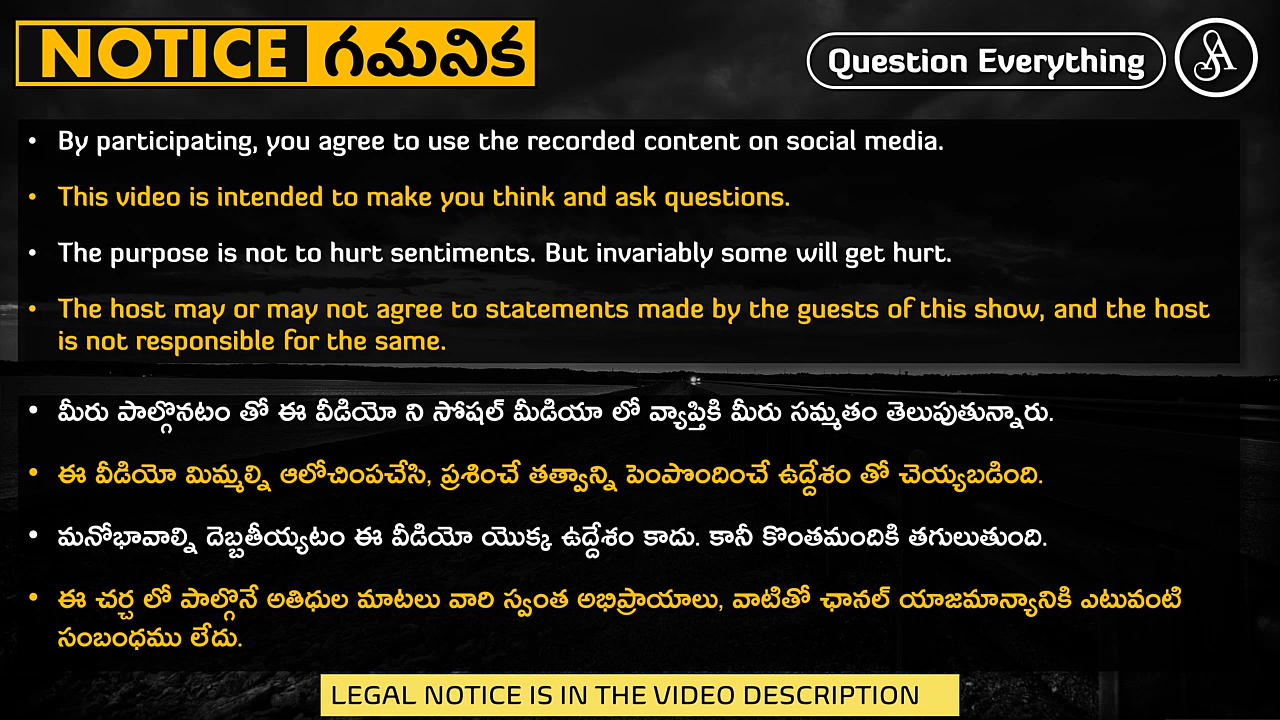 NOTICE గమనిక
Question Everything
• By participating, you agree to use the recorded content on social media.
• This video is intended to make you think and ask questions.
• The purpose is not to hurt sentiments. But invariably some will get hurt.
• The host may or may not agree to statements made by the guests of this show, and the host
is not responsible for the same.
• మీరు పాల్గొనటం తో ఈ వీడియో ని సోషల్ మీడియా లో వ్యాప్తికి మీరు సమ్మతం తెలుపుతున్నారు.
• ఈ వీడియో మిమ్మల్ని ఆలోచింపచేసి, ప్రశించే తత్వాన్ని పెంపొందించే ఉద్దేశం తో చెయ్యబడింది.
• మనోభావాల్ని దెబ్బతీయ్యటం ఈ వీడియో యొక్క ఉద్దేశం కాదు. కానీ కొంతమందికి తగులుతుంది.
• ఈ చర్చ లో పాల్గొనే అతిధుల మాటలు వారి స్వంత అభిప్రాయాలు, వాటితో ఛానల్ యాజమాన్యానికి ఎటువంటి
సంబంధము లేదు.
LEGAL NOTICE IS IN THE VIDEO DESCRIPTION